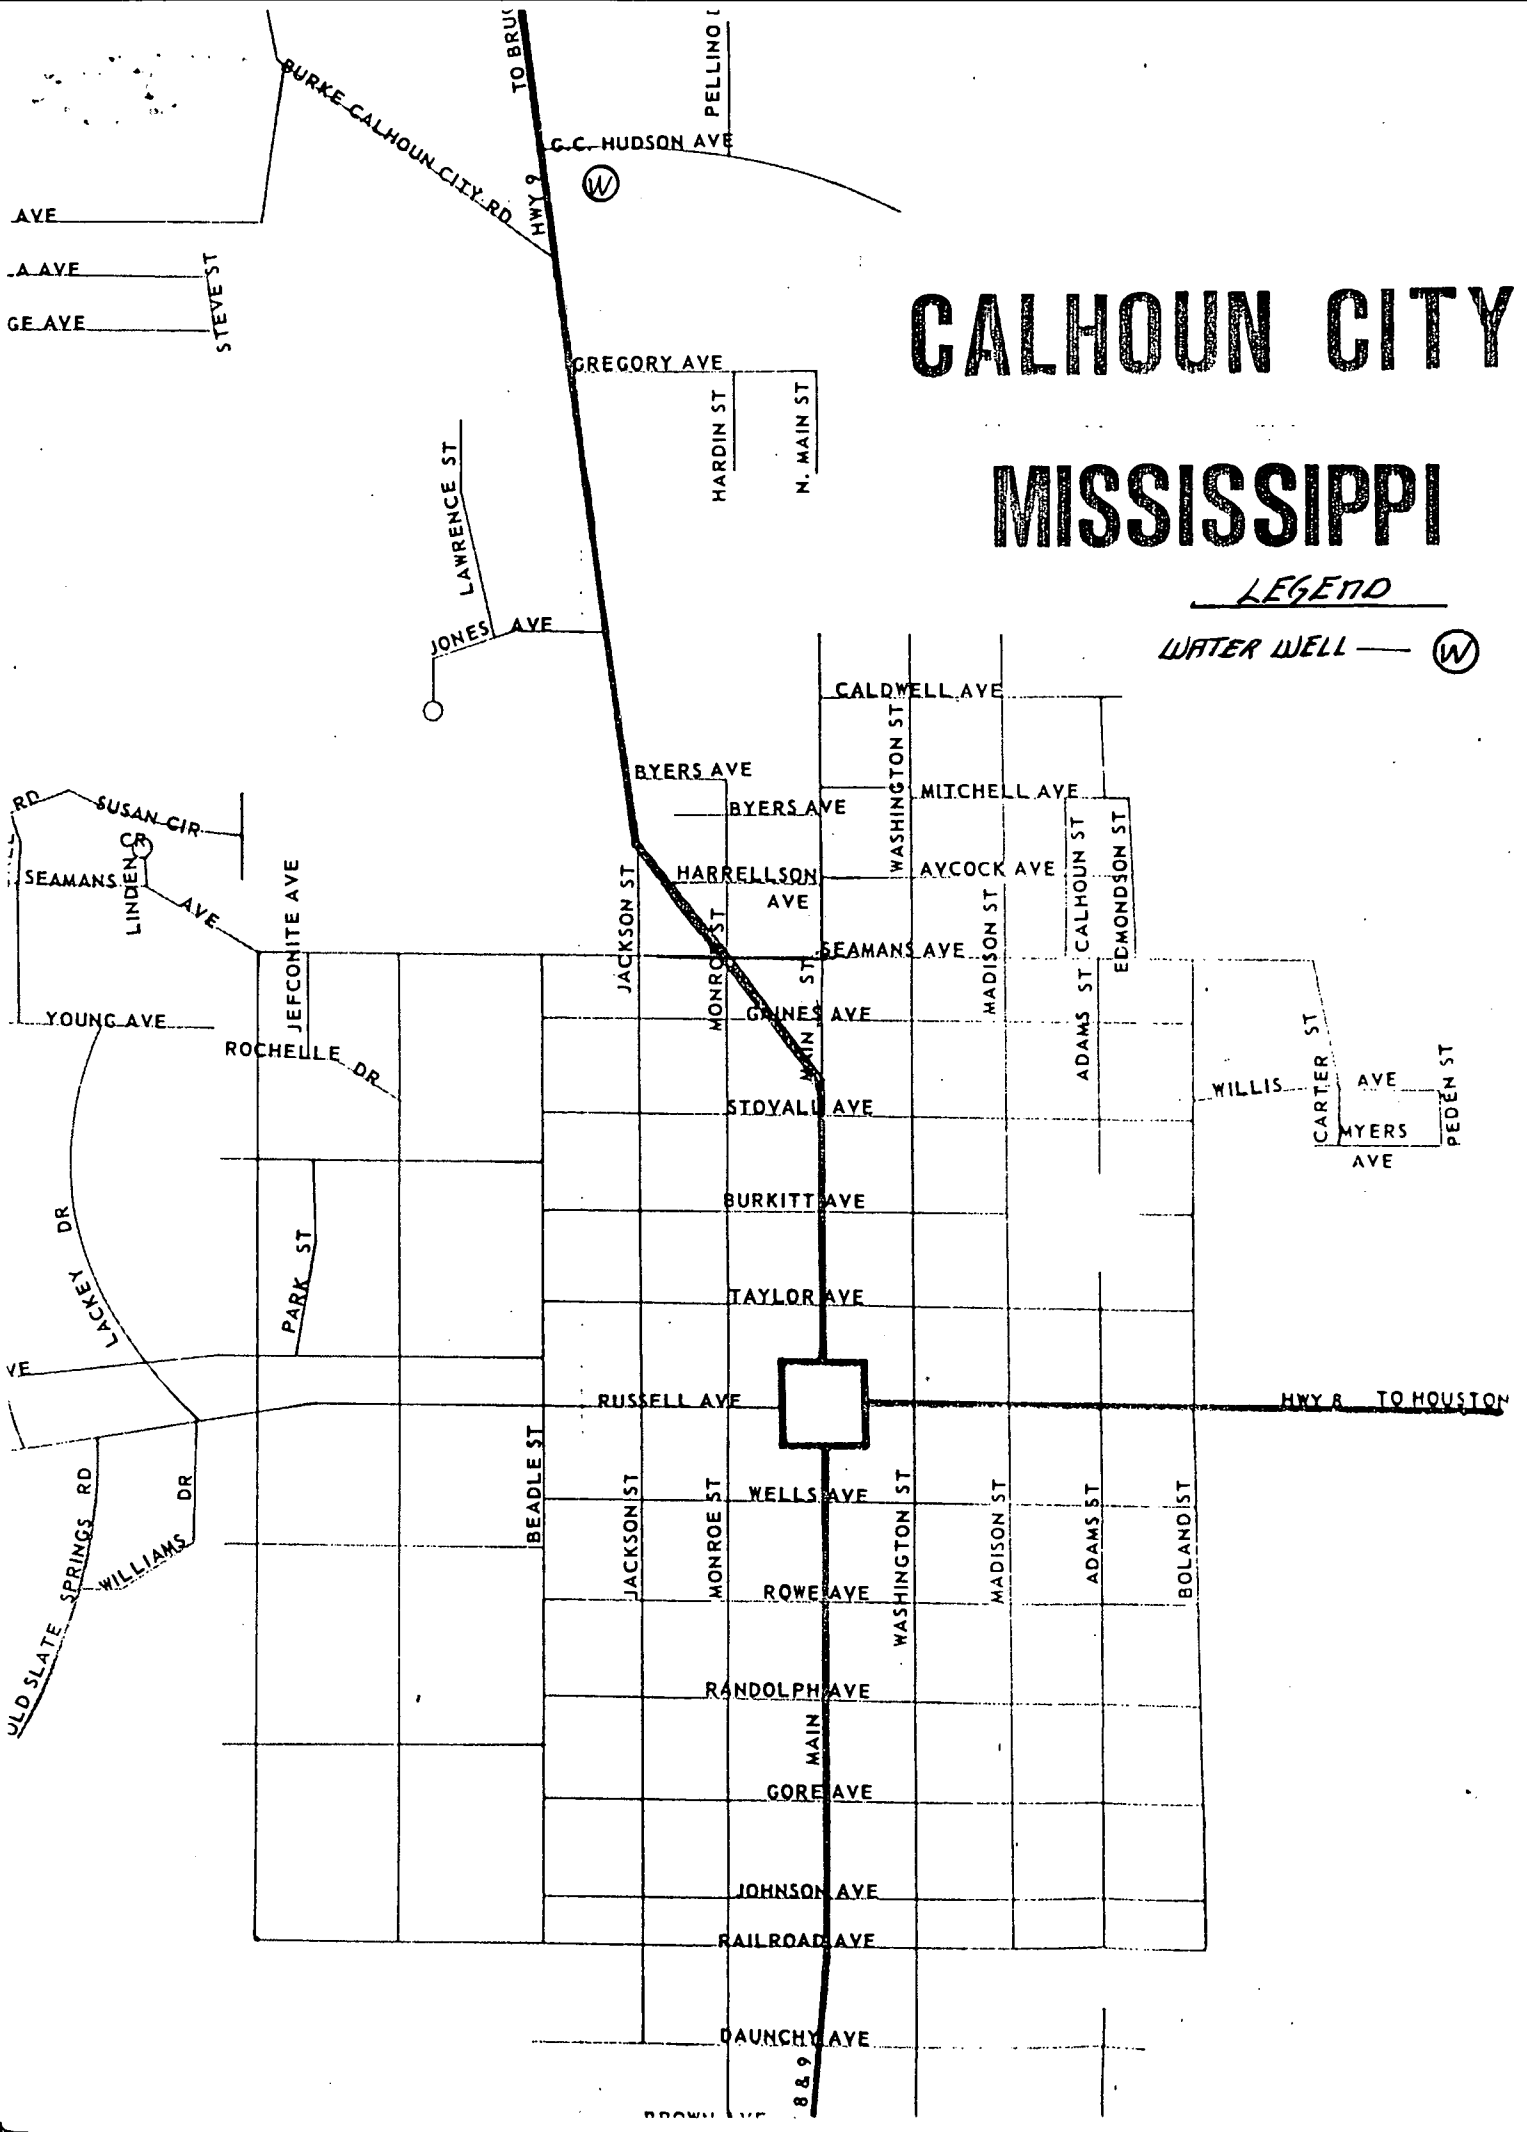 TO BRUC
PELLINO D
BURKE CALHOUN CITY RD
G.C. HUDSON AVE
HWY 9
W
AVE
A AVE
GE AVE
STEVE ST
CALHOUN CITY
MISSISSIPPI
GREGORY AVE
HARDIN ST
N. MAIN ST
LAWRENCE ST
JONES AVE
LEGEND
WATER WELL — W
CALDWELL AVE
WASHINGTON ST
BYERS AVE
BYERS AVE
MITCHELL AVE
RD
SUSAN CIR
LINDEN CR
SEAMANS AVE
HARRELLSON
AVE
AYCOCK AVE
CALHOUN ST
EDMONDSON ST
JEFCONITE AVE
JACKSON ST
MONROE ST
MAIN ST
SEAMANS AVE
MADISON ST
ADAMS ST
YOUNG AVE
GAINES AVE
ROCHELLE DR
CARTER ST
WILLIS AVE
PEDEN ST
MYERS
AVE
STOVALL AVE
LACKEY DR
PARK ST
BURKITT AVE
TAYLOR AVE
VE
RUSSELL AVE
HWY 8 TO HOUSTON
BEADLE ST
OLD SLATE SPRINGS RD
WILLIAMS DR
JACKSON ST
MONROE ST
WELLS AVE
WASHINGTON ST
MADISON ST
ADAMS ST
BOLAND ST
ROWE AVE
RANDOLPH AVE
MAIN
GORE AVE
JOHNSON AVE
RAILROAD AVE
DAUNCHY AVE
8 & 9
BROWN AVE